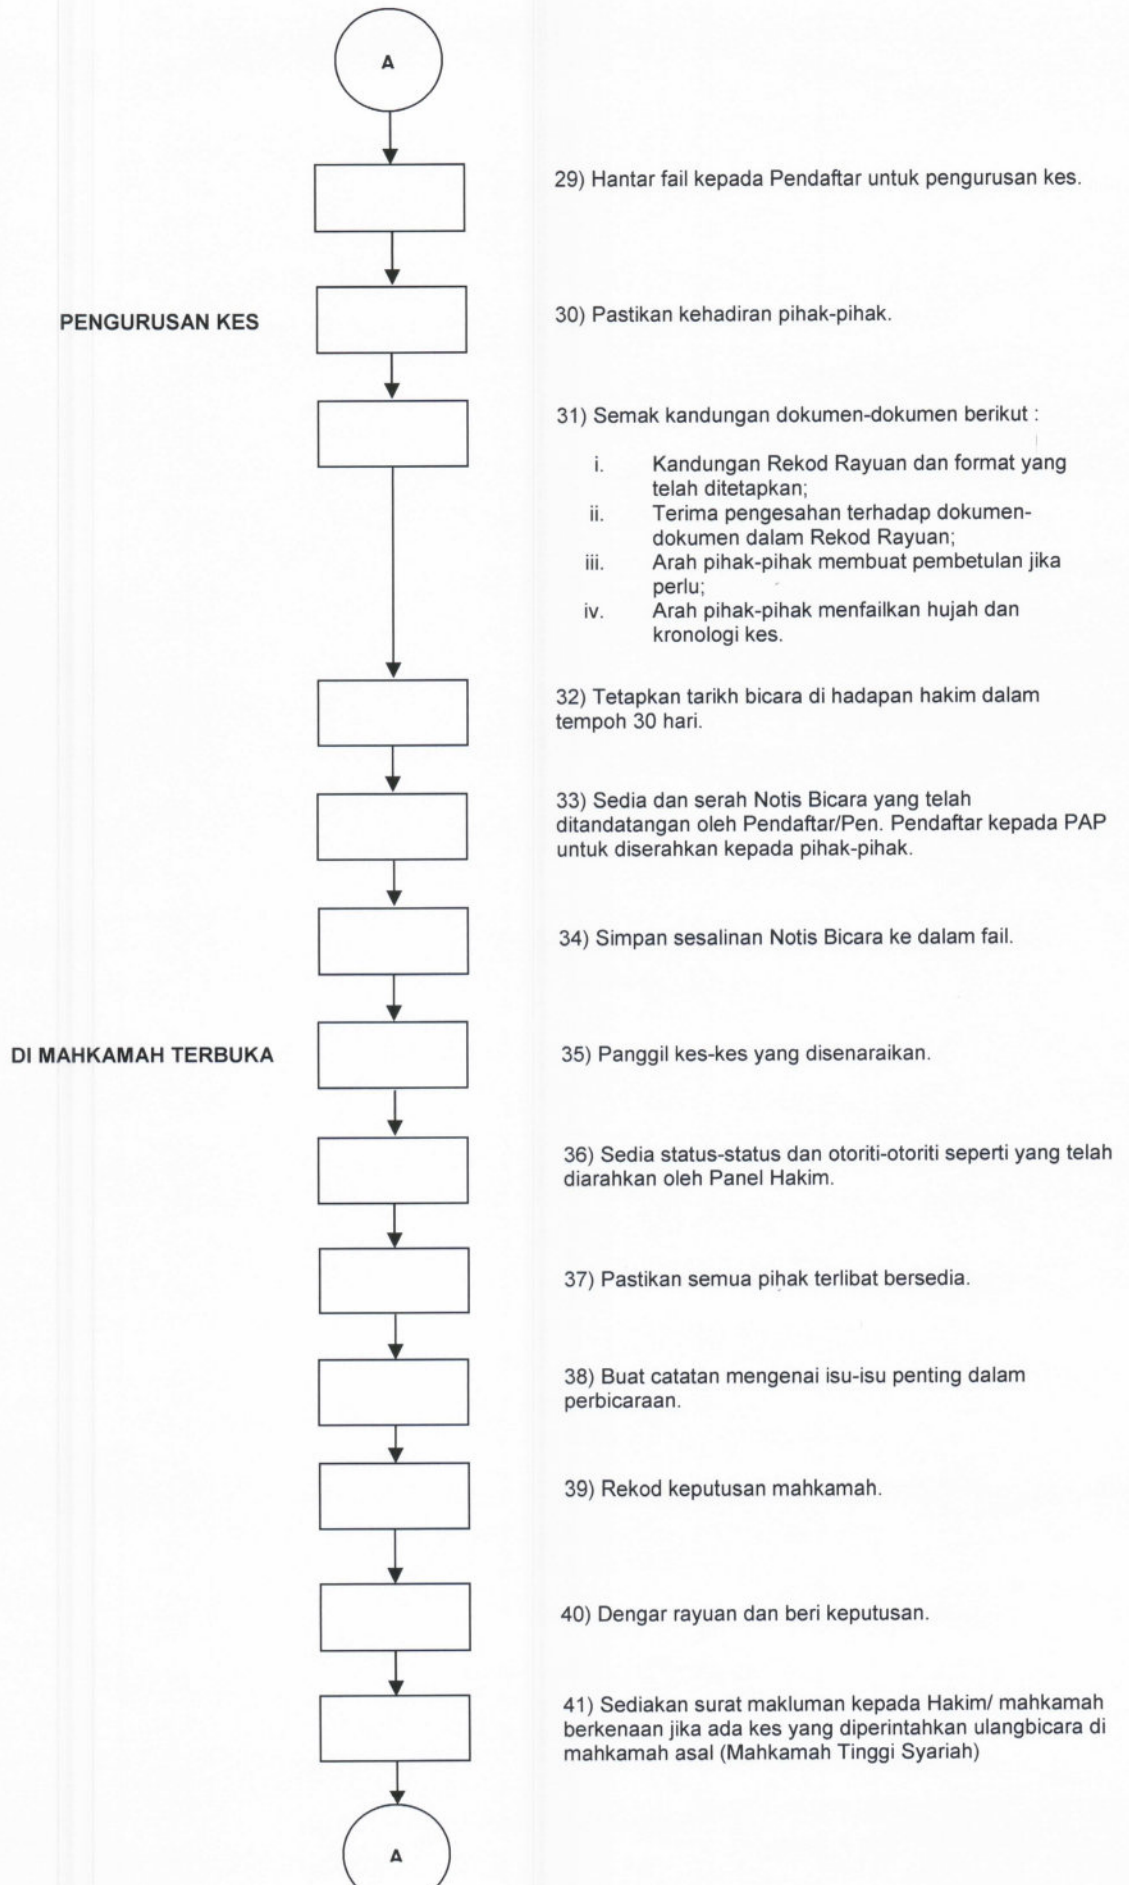 A
29) Hantar fail kepada Pendaftar untuk pengurusan kes.
PENGURUSAN KES
30) Pastikan kehadiran pihak-pihak.
31) Semak kandungan dokumen-dokumen berikut :
i. Kandungan Rekod Rayuan dan format yang
telah ditetapkan;
ii. Terima pengesahan terhadap dokumen-
dokumen dalam Rekod Rayuan;
iii. Arah pihak-pihak membuat pembetulan jika
perlu;
iv. Arah pihak-pihak menfailkan hujah dan
kronologi kes.
32) Tetapkan tarikh bicara di hadapan hakim dalam
tempoh 30 hari.
33) Sedia dan serah Notis Bicara yang telah
ditandatangan oleh Pendaftar/Pen. Pendaftar kepada PAP
untuk diserahkan kepada pihak-pihak.
34) Simpan sesalinan Notis Bicara ke dalam fail.
DI MAHKAMAH TERBUKA
35) Panggil kes-kes yang disenaraikan.
36) Sedia status-status dan otoriti-otoriti seperti yang telah
diarahkan oleh Panel Hakim.
37) Pastikan semua pihak terlibat bersedia.
38) Buat catatan mengenai isu-isu penting dalam
perbicaraan.
39) Rekod keputusan mahkamah.
40) Dengar rayuan dan beri keputusan.
41) Sediakan surat makluman kepada Hakim/ mahkamah
berkenaan jika ada kes yang diperintahkan ulangbicara di
mahkamah asal (Mahkamah Tinggi Syariah)
A